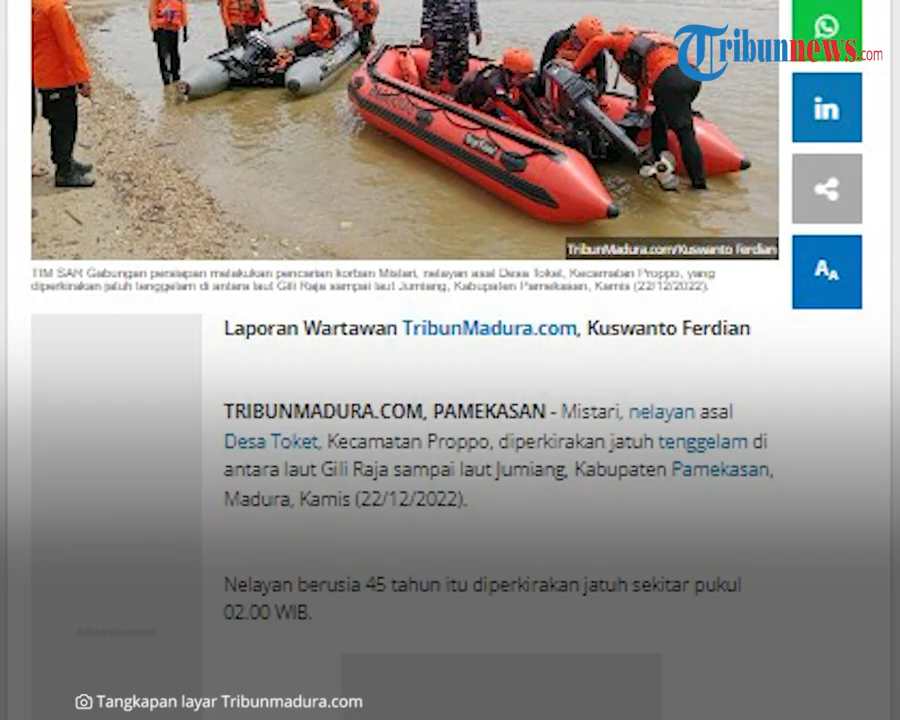 Tribunnews.com
in
TribunMadura.com/Kuswanto Ferdian
AA
TIM SAR Gabungan persiapan melakukan pencarian korban Mistari, nelayan asal Desa Toket, Kecamatan Proppo, yang
diperkirakan jatuh tenggelam di antara laut Gili Raja sampai laut Jumiang, Kabupaten Pamekasan, Kamis (22/12/2022).
Laporan Wartawan TribunMadura.com, Kuswanto Ferdian
TRIBUNMADURA.COM, PAMEKASAN - Mistari, nelayan asal
Desa Toket, Kecamatan Proppo, diperkirakan jatuh tenggelam di
antara laut Gili Raja sampai laut Jumiang, Kabupaten Pamekasan,
Madura, Kamis (22/12/2022).
Nelayan berusia 45 tahun itu diperkirakan jatuh sekitar pukul
02.00 WIB.
Advertisement
Tangkapan layar Tribunmadura.com